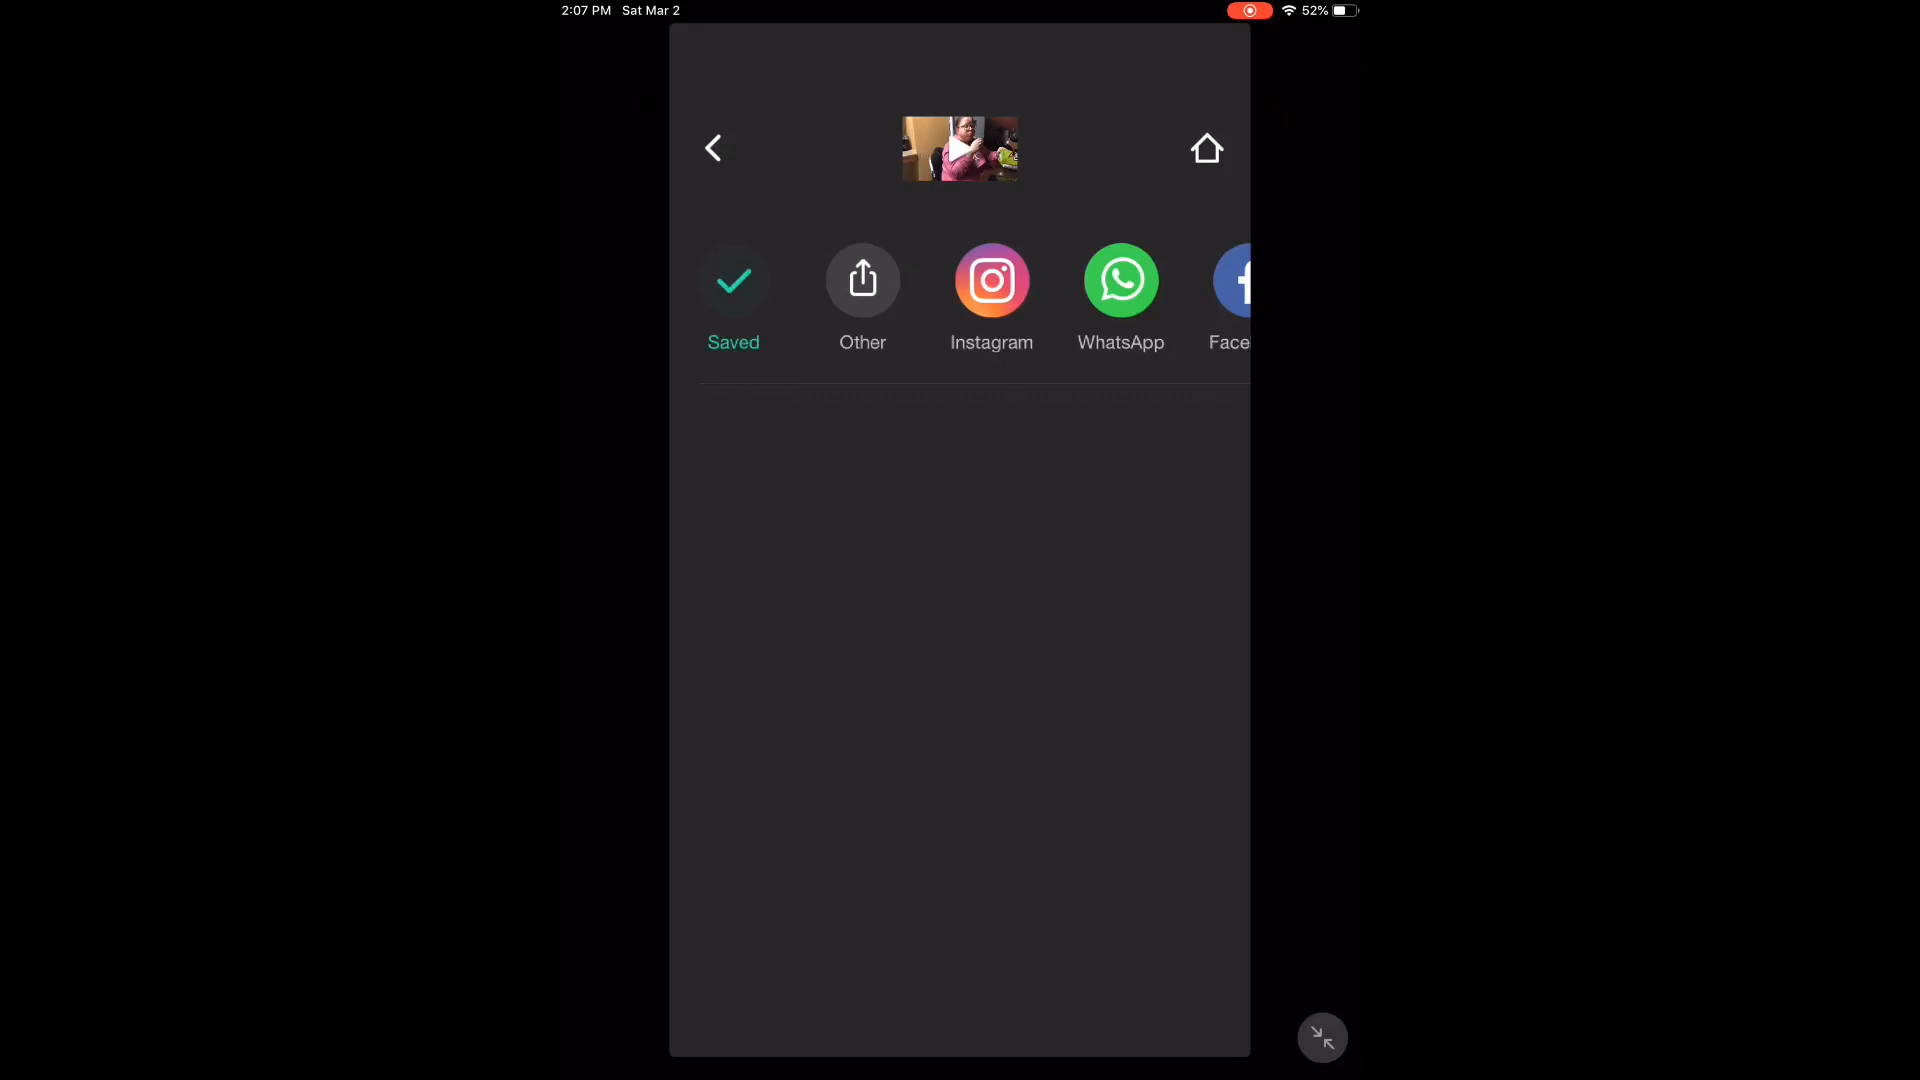 2:07 PM Sat Mar 2
52%
Saved
Other
Instagram
WhatsApp
Face